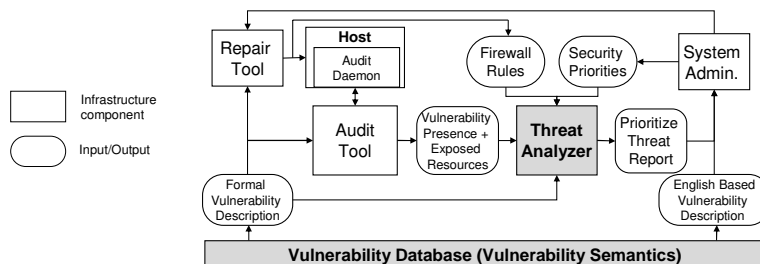 Host
Repair
Tool
Audit
Daemon
Firewall
Rules
Security
Priorities
System
Admin.
Infrastructure
component
Input/Output
Audit
Tool
Vulnerability
Presence +
Exposed
Resources
Threat
Analyzer
Prioritize
Threat
Report
Formal
Vulnerability
Description
English Based
Vulnerability
Description
Vulnerability Database (Vulnerability Semantics)